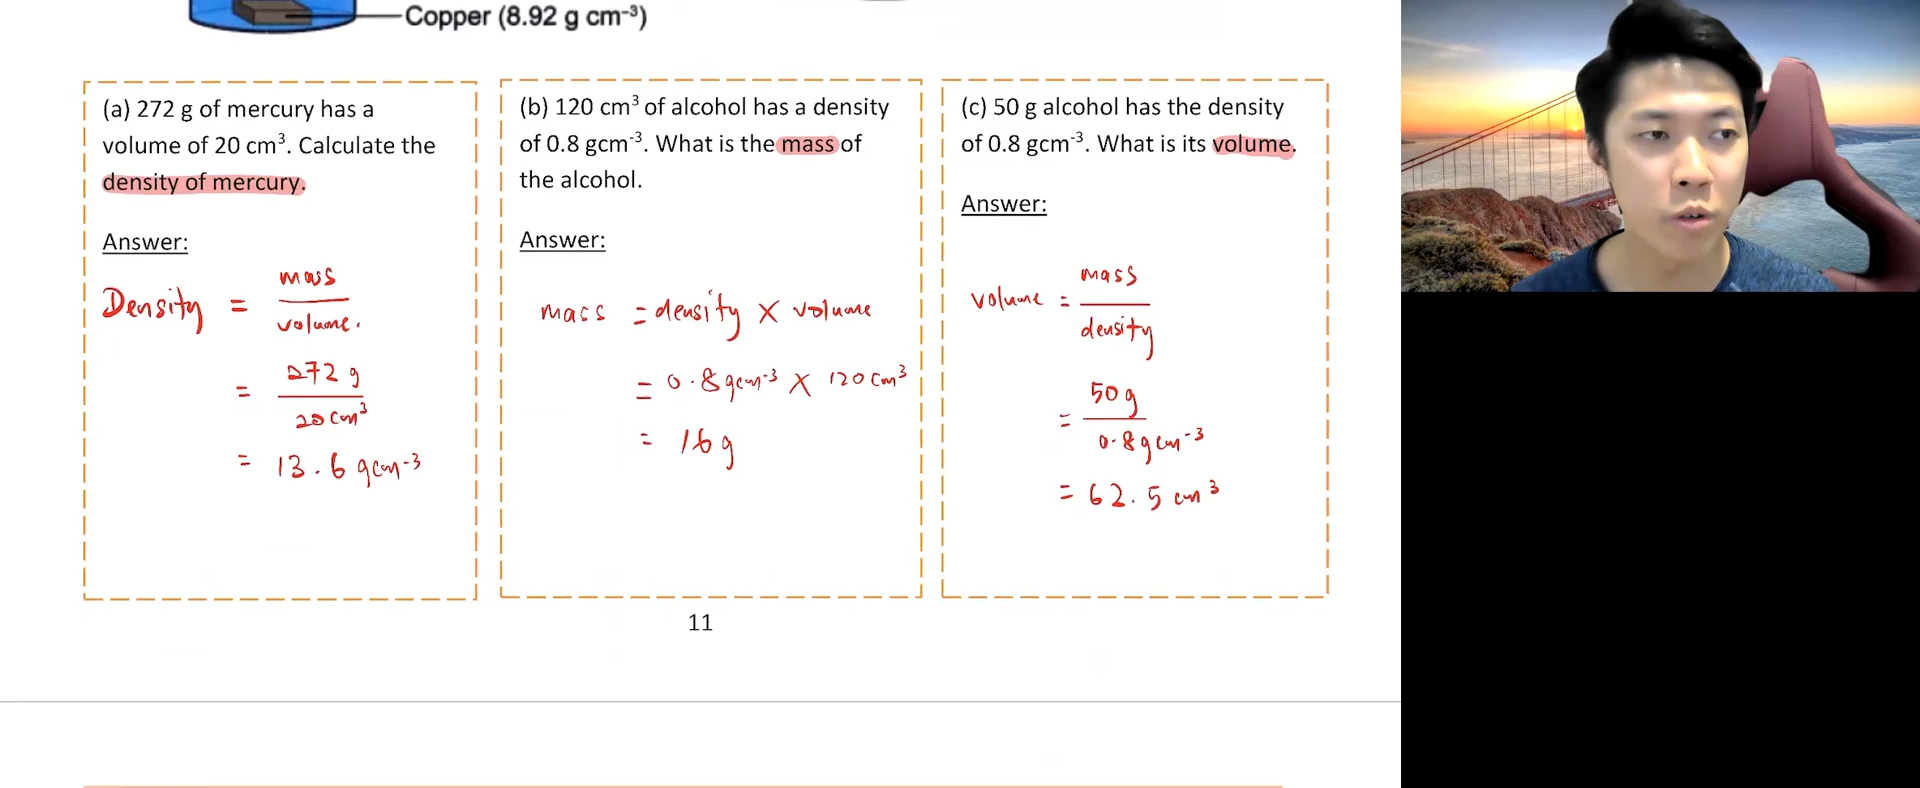 Copper (8.92 g cm⁻³)
(a) 272 g of mercury has a
volume of 20 cm³. Calculate the
density of mercury.
Answer:
Density = mass / volume.
= 272 g / 20 cm³
= 13.6 gcm⁻³
(b) 120 cm³ of alcohol has a density
of 0.8 gcm⁻³. What is the mass of
the alcohol.
Answer:
mass = density × volume
= 0.8 gcm⁻³ × 120 cm³
= 16 g
(c) 50 g alcohol has the density
of 0.8 gcm⁻³. What is its volume.
Answer:
volume = mass / density
= 50 g / 0.8 gcm⁻³
= 62.5 cm³
11